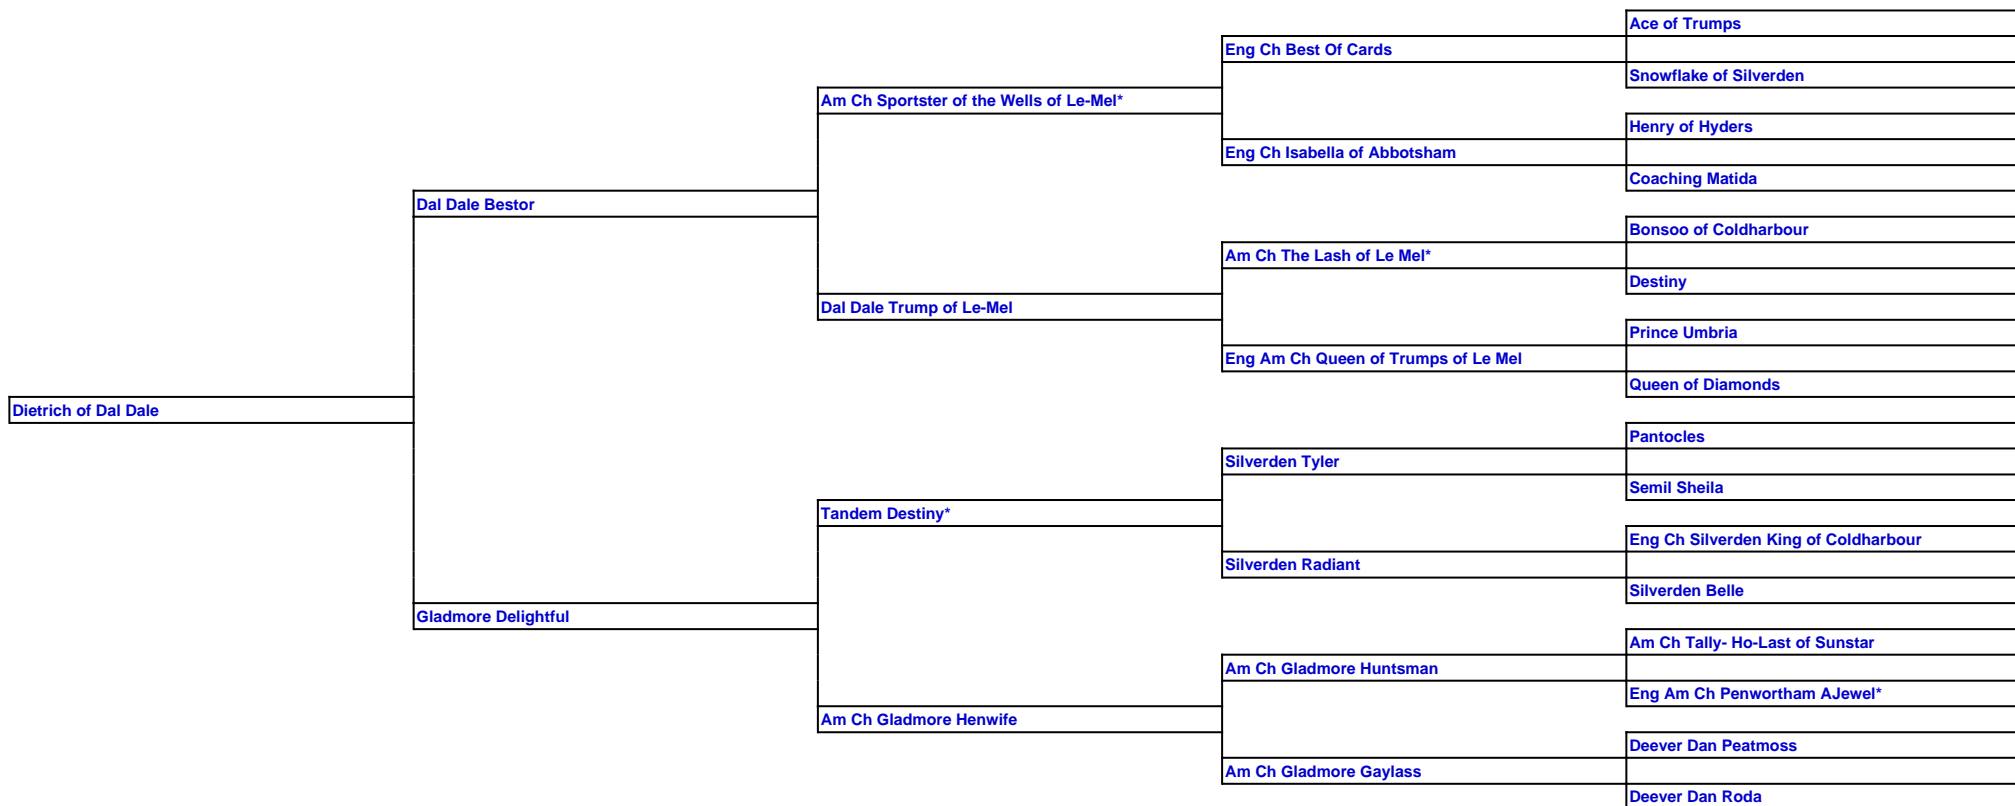 Ace of Trumps
Eng Ch Best Of Cards
Snowflake of Silverden
Am Ch Sportster of the Wells of Le-Mel*
Henry of Hyders
Eng Ch Isabella of Abbotsham
Coaching Matida
Dal Dale Bestor
Bonsoo of Coldharbour
Am Ch The Lash of Le Mel*
Destiny
Dal Dale Trump of Le-Mel
Prince Umbria
Eng Am Ch Queen of Trumps of Le Mel
Queen of Diamonds
Dietrich of Dal Dale
Pantocles
Silverden Tyler
Semil Sheila
Tandem Destiny*
Eng Ch Silverden King of Coldharbour
Silverden Radiant
Silverden Belle
Gladmore Delightful
Am Ch Tally- Ho-Last of Sunstar
Am Ch Gladmore Huntsman
Eng Am Ch Penwortham AJewel*
Am Ch Gladmore Henwife
Deever Dan Peatmoss
Am Ch Gladmore Gaylass
Deever Dan Roda